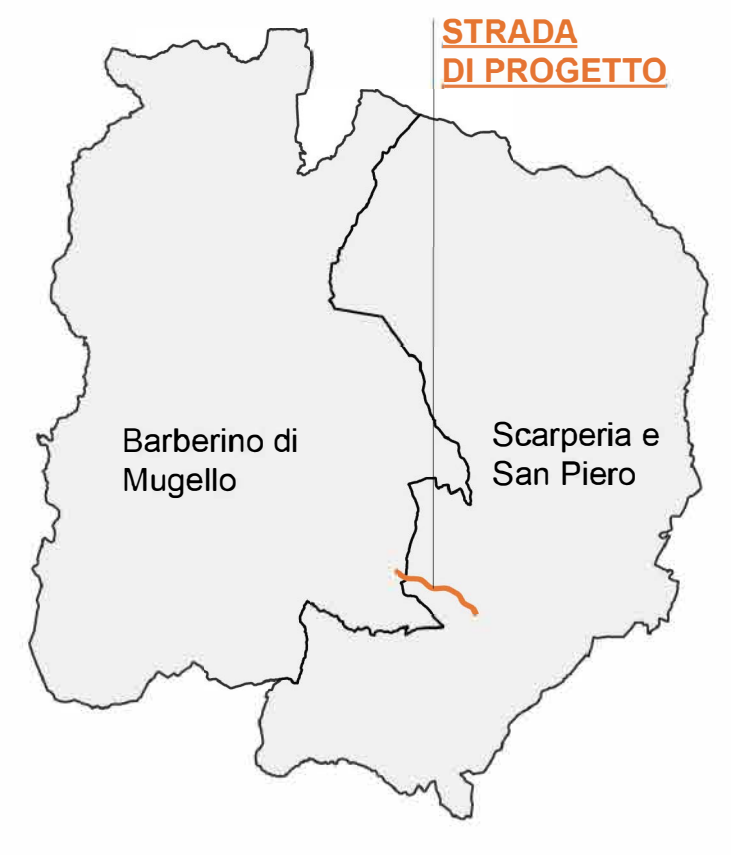 STRADA
DI PROGETTO
Barberino di
Mugello
Scarperia e
San Piero